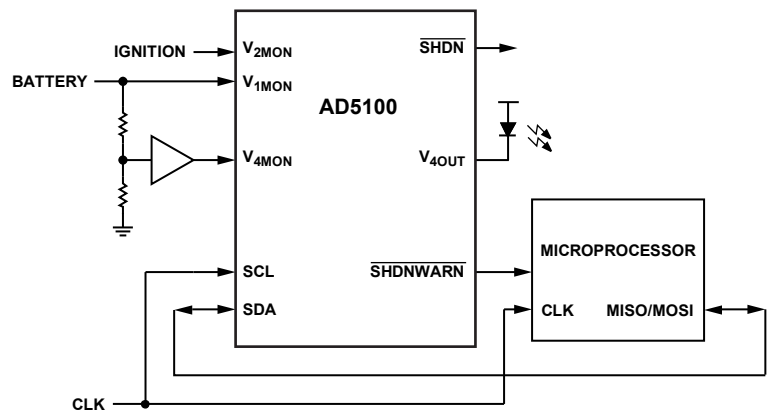 IGNITION
BATTERY
V2MON
V1MON
V4MON
SCL
SDA
AD5100
SHDN
V4OUT
SHDNWARN
MICROPROCESSOR
CLK MISO/MOSI
CLK